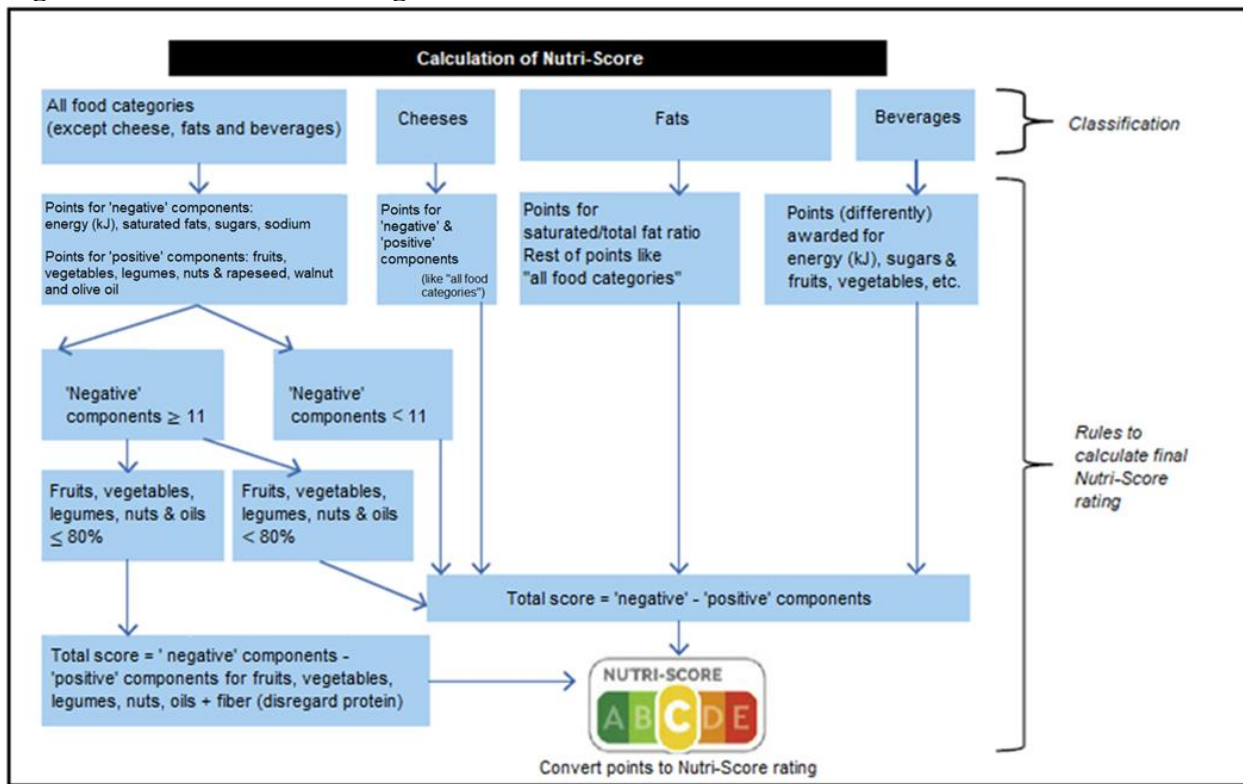 Calculation of Nutri-Score
All food categories
(except cheese, fats and beverages)
Cheeses
Fats
Beverages
Classification
Points for 'negative' components:
energy (kJ), saturated fats, sugars, sodium
Points for 'positive' components: fruits,
vegetables, legumes, nuts & rapeseed, walnut
and olive oil
Points for
'negative' &
'positive'
components
(like "all food
categories")
Points for
saturated/total fat ratio
Rest of points like
"all food categories"
Points (differently)
awarded for
energy (kJ), sugars &
fruits, vegetables, etc.
'Negative'
components ≥ 11
'Negative'
components < 11
Rules to
calculate final
Nutri-Score
rating
Fruits, vegetables,
legumes, nuts & oils
≤ 80%
Fruits, vegetables,
legumes, nuts & oils
< 80%
Total score = 'negative' - 'positive' components
Total score = ' negative' components -
'positive' components for fruits, vegetables,
legumes, nuts, oils + fiber (disregard protein)
NUTRI-SCORE
A B C D E
Convert points to Nutri-Score rating